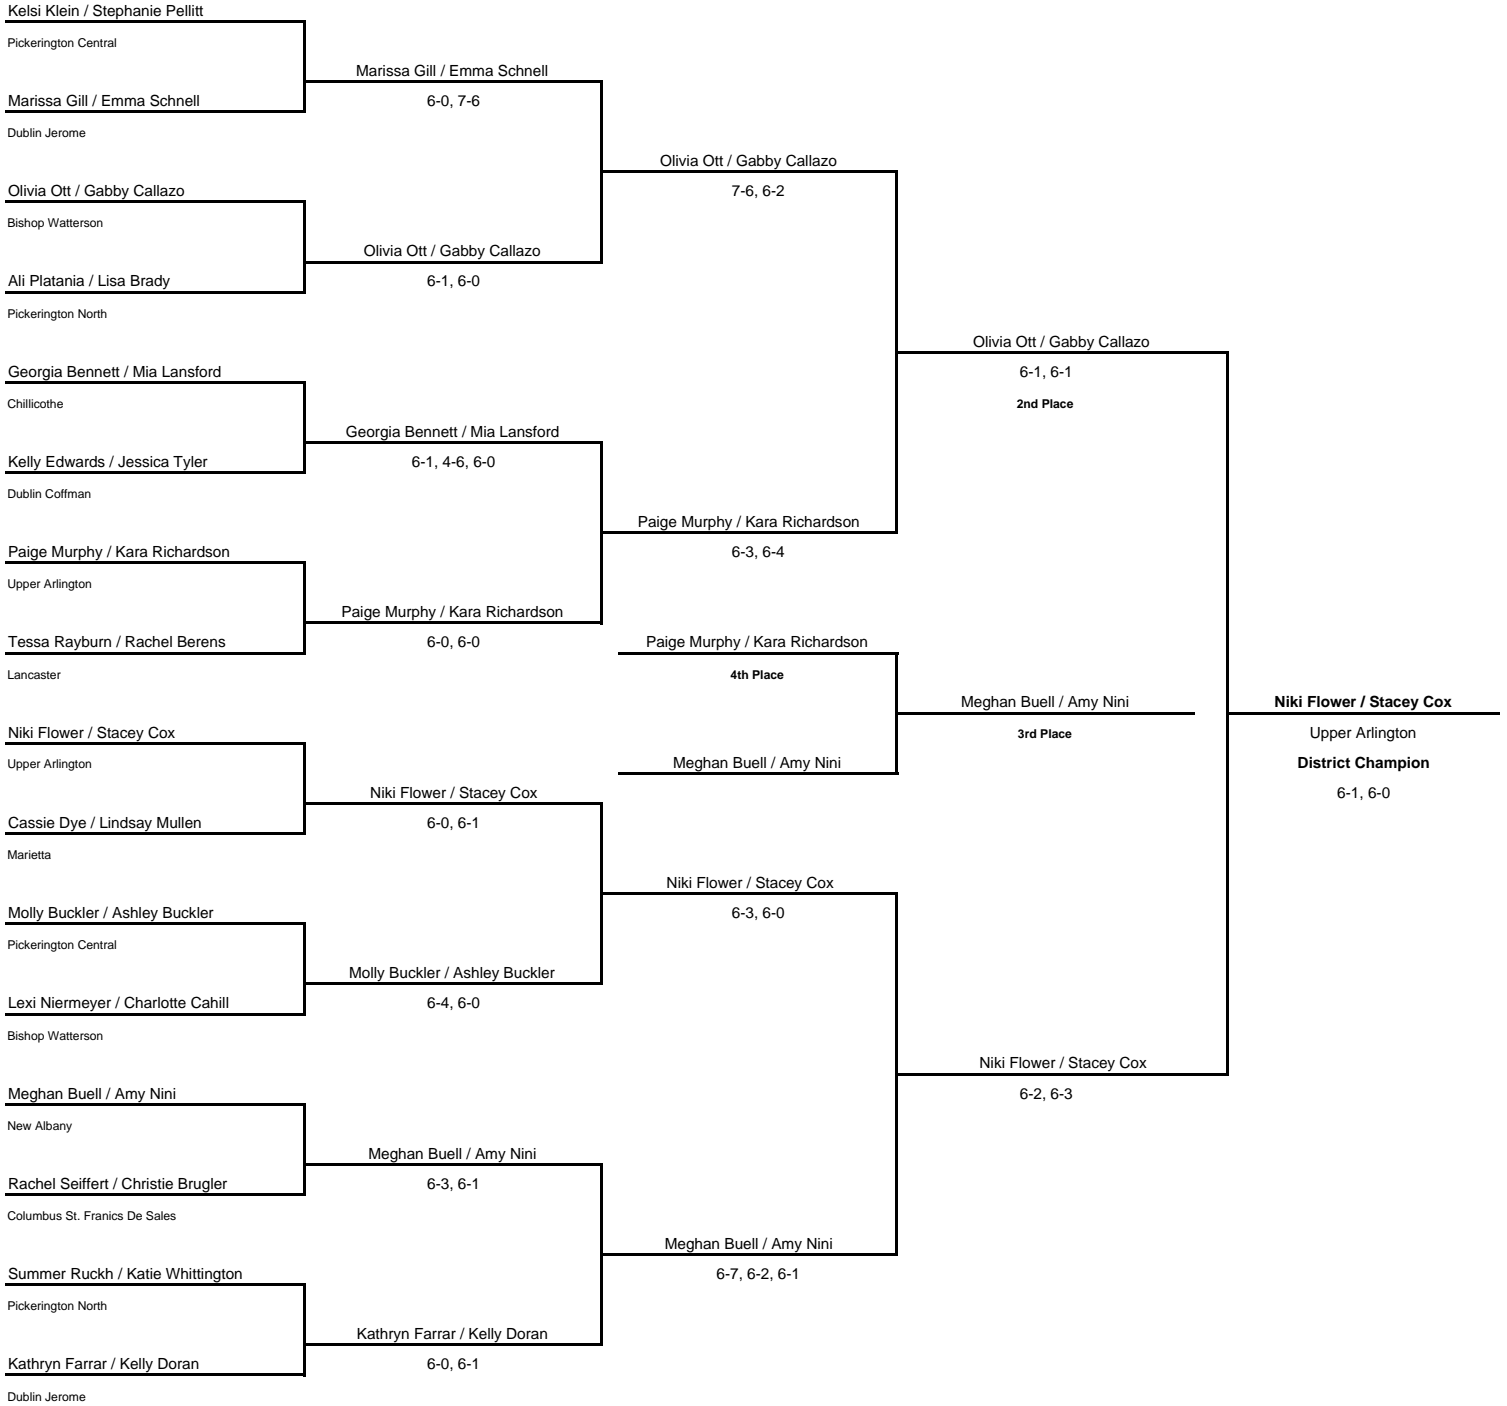 Kelsi Klein / Stephanie Pellitt
Pickerington Central
Marissa Gill / Emma Schnell
Marissa Gill / Emma Schnell
6-0, 7-6
Dublin Jerome
Olivia Ott / Gabby Callazo
Olivia Ott / Gabby Callazo
7-6, 6-2
Bishop Watterson
Olivia Ott / Gabby Callazo
Ali Platania / Lisa Brady
6-1, 6-0
Pickerington North
Olivia Ott / Gabby Callazo
Georgia Bennett / Mia Lansford
6-1, 6-1
Chillicothe
2nd Place
Georgia Bennett / Mia Lansford
Kelly Edwards / Jessica Tyler
6-1, 4-6, 6-0
Dublin Coffman
Paige Murphy / Kara Richardson
Paige Murphy / Kara Richardson
6-3, 6-4
Upper Arlington
Paige Murphy / Kara Richardson
Tessa Rayburn / Rachel Berens
6-0, 6-0
Paige Murphy / Kara Richardson
Lancaster
4th Place
Meghan Buell / Amy Nini
Niki Flower / Stacey Cox
Niki Flower / Stacey Cox
3rd Place
Upper Arlington
Upper Arlington
Meghan Buell / Amy Nini
District Champion
Niki Flower / Stacey Cox
6-1, 6-0
Cassie Dye / Lindsay Mullen
6-0, 6-1
Marietta
Niki Flower / Stacey Cox
Molly Buckler / Ashley Buckler
6-3, 6-0
Pickerington Central
Molly Buckler / Ashley Buckler
Lexi Niermeyer / Charlotte Cahill
6-4, 6-0
Bishop Watterson
Niki Flower / Stacey Cox
Meghan Buell / Amy Nini
6-2, 6-3
New Albany
Meghan Buell / Amy Nini
Rachel Seiffert / Christie Brugler
6-3, 6-1
Columbus St. Franics De Sales
Meghan Buell / Amy Nini
Summer Ruckh / Katie Whittington
6-7, 6-2, 6-1
Pickerington North
Kathryn Farrar / Kelly Doran
Kathryn Farrar / Kelly Doran
6-0, 6-1
Dublin Jerome